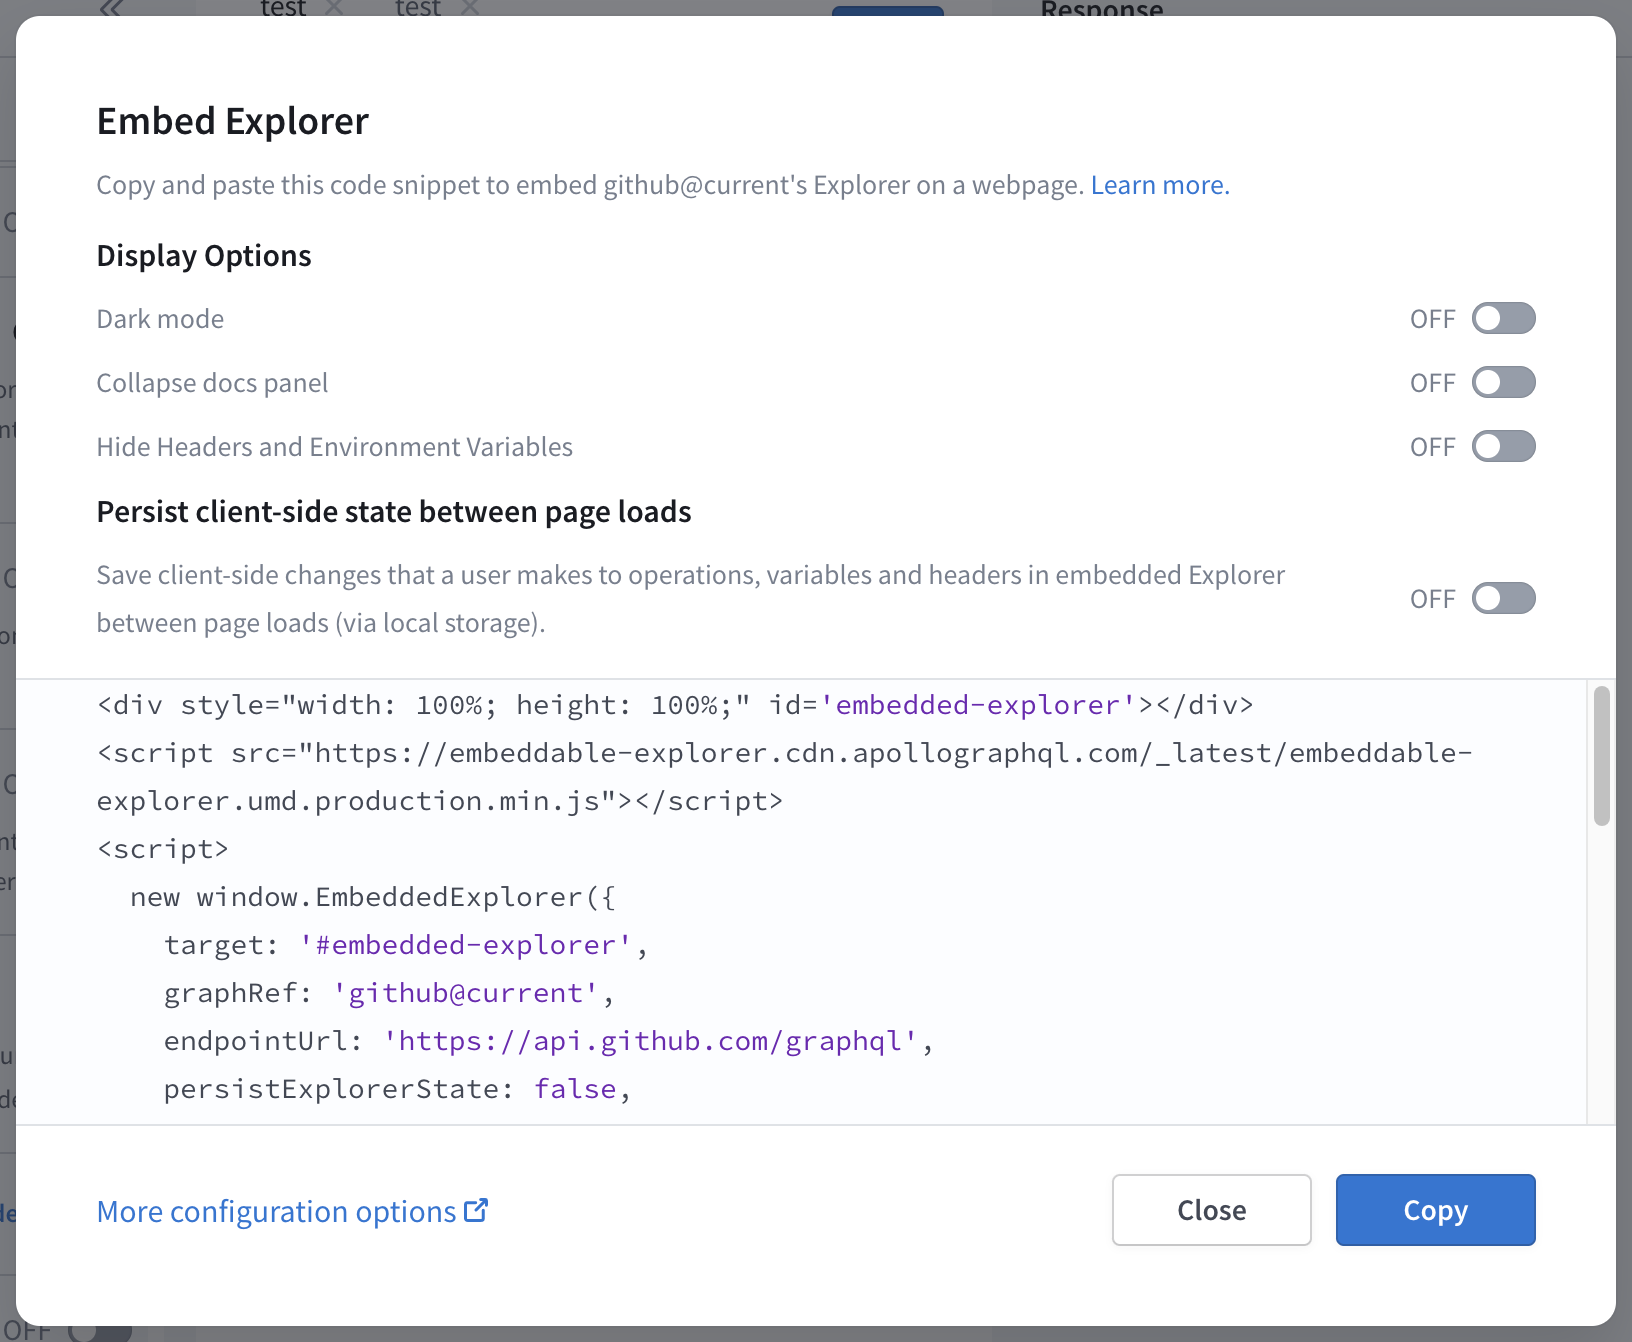 test test
Response
Embed Explorer
Copy and paste this code snippet to embed github@current's Explorer on a webpage. Learn more.
Display Options
Dark mode OFF
Collapse docs panel OFF
Hide Headers and Environment Variables OFF
Persist client-side state between page loads
Save client-side changes that a user makes to operations, variables and headers in embedded Explorer
between page loads (via local storage).
OFF
<div style="width: 100%; height: 100%;" id='embedded-explorer'></div>
<script src="https://embeddable-explorer.cdn.apollographql.com/_latest/embeddable-
explorer.umd.production.min.js"></script>
<script>
  new window.EmbeddedExplorer({
    target: '#embedded-explorer',
    graphRef: 'github@current',
    endpointUrl: 'https://api.github.com/graphql',
    persistExplorerState: false,
More configuration options
Close
Copy
OFF